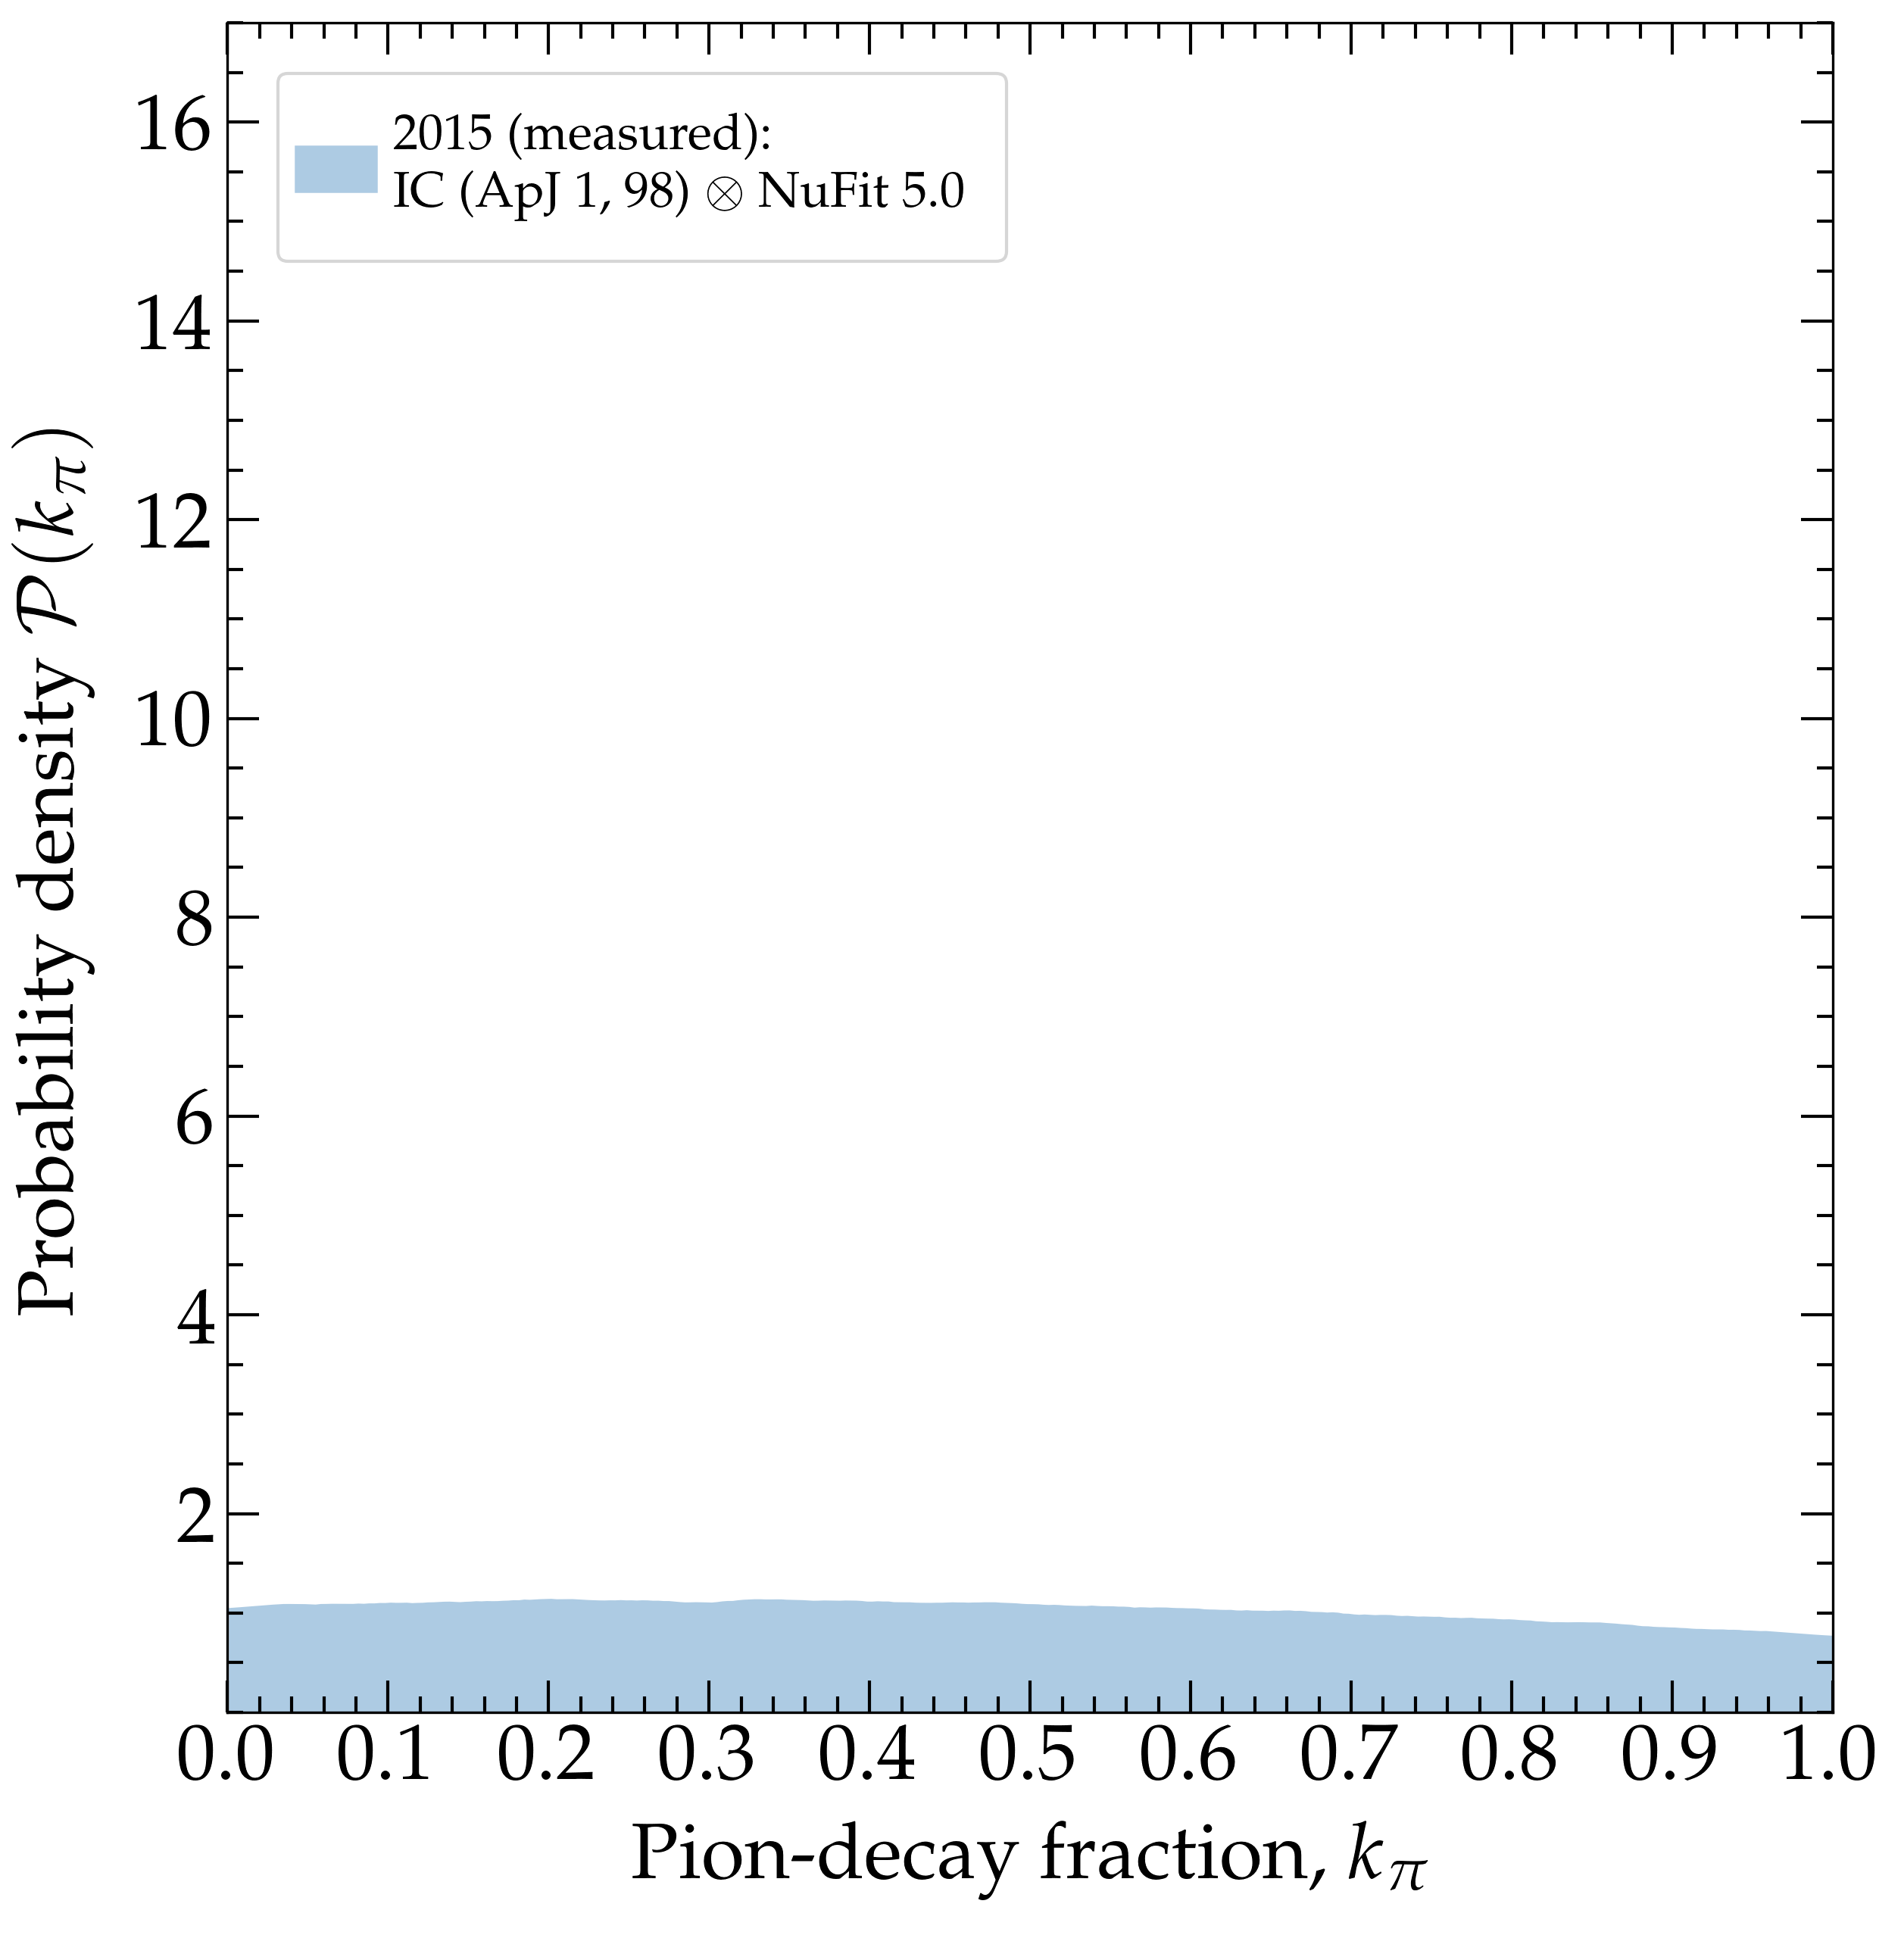 2015 (measured):
IC (ApJ 1, 98) ⊗ NuFit 5.0
Probability density 𝒫(kπ)
16
14
12
10
8
6
4
2
0.0 0.1 0.2 0.3 0.4 0.5 0.6 0.7 0.8 0.9 1.0
Pion-decay fraction, kπ